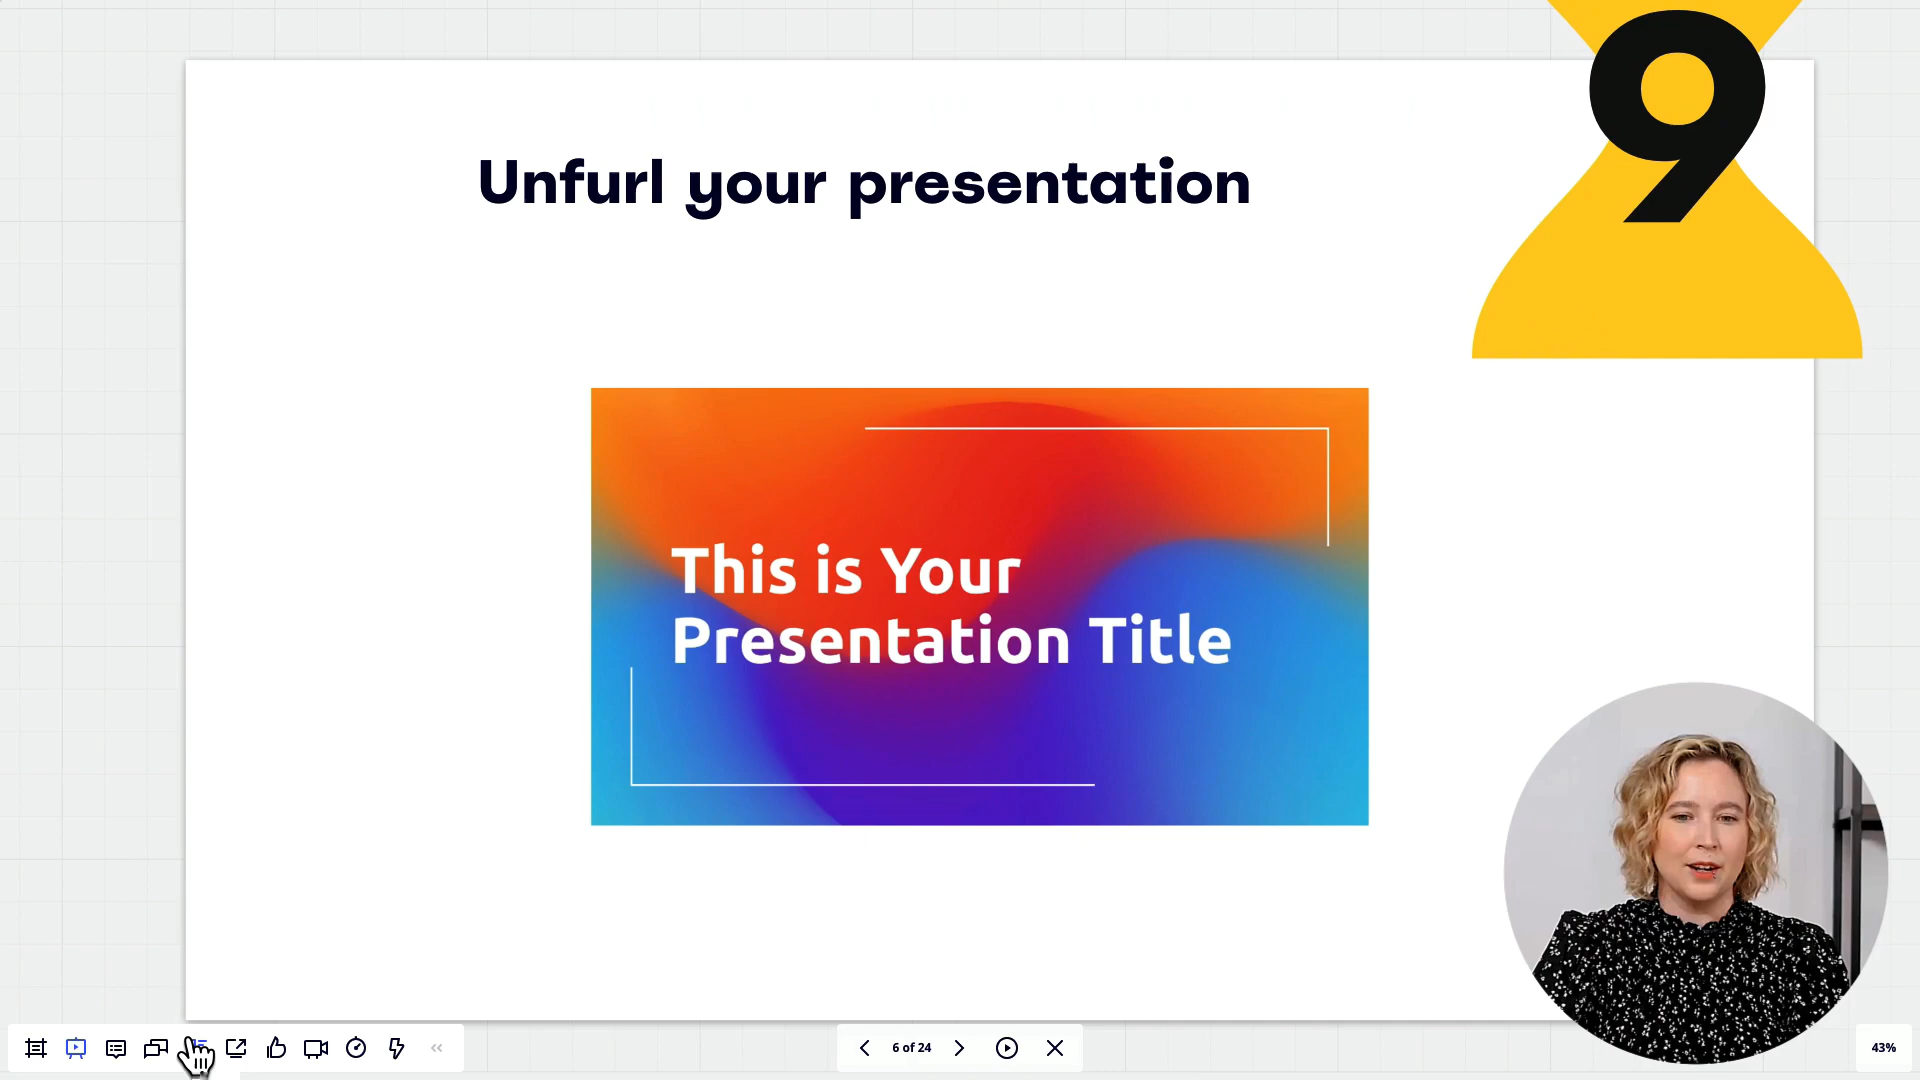 9
Unfurl your presentation
This is Your
Presentation Title
6 of 24
43%